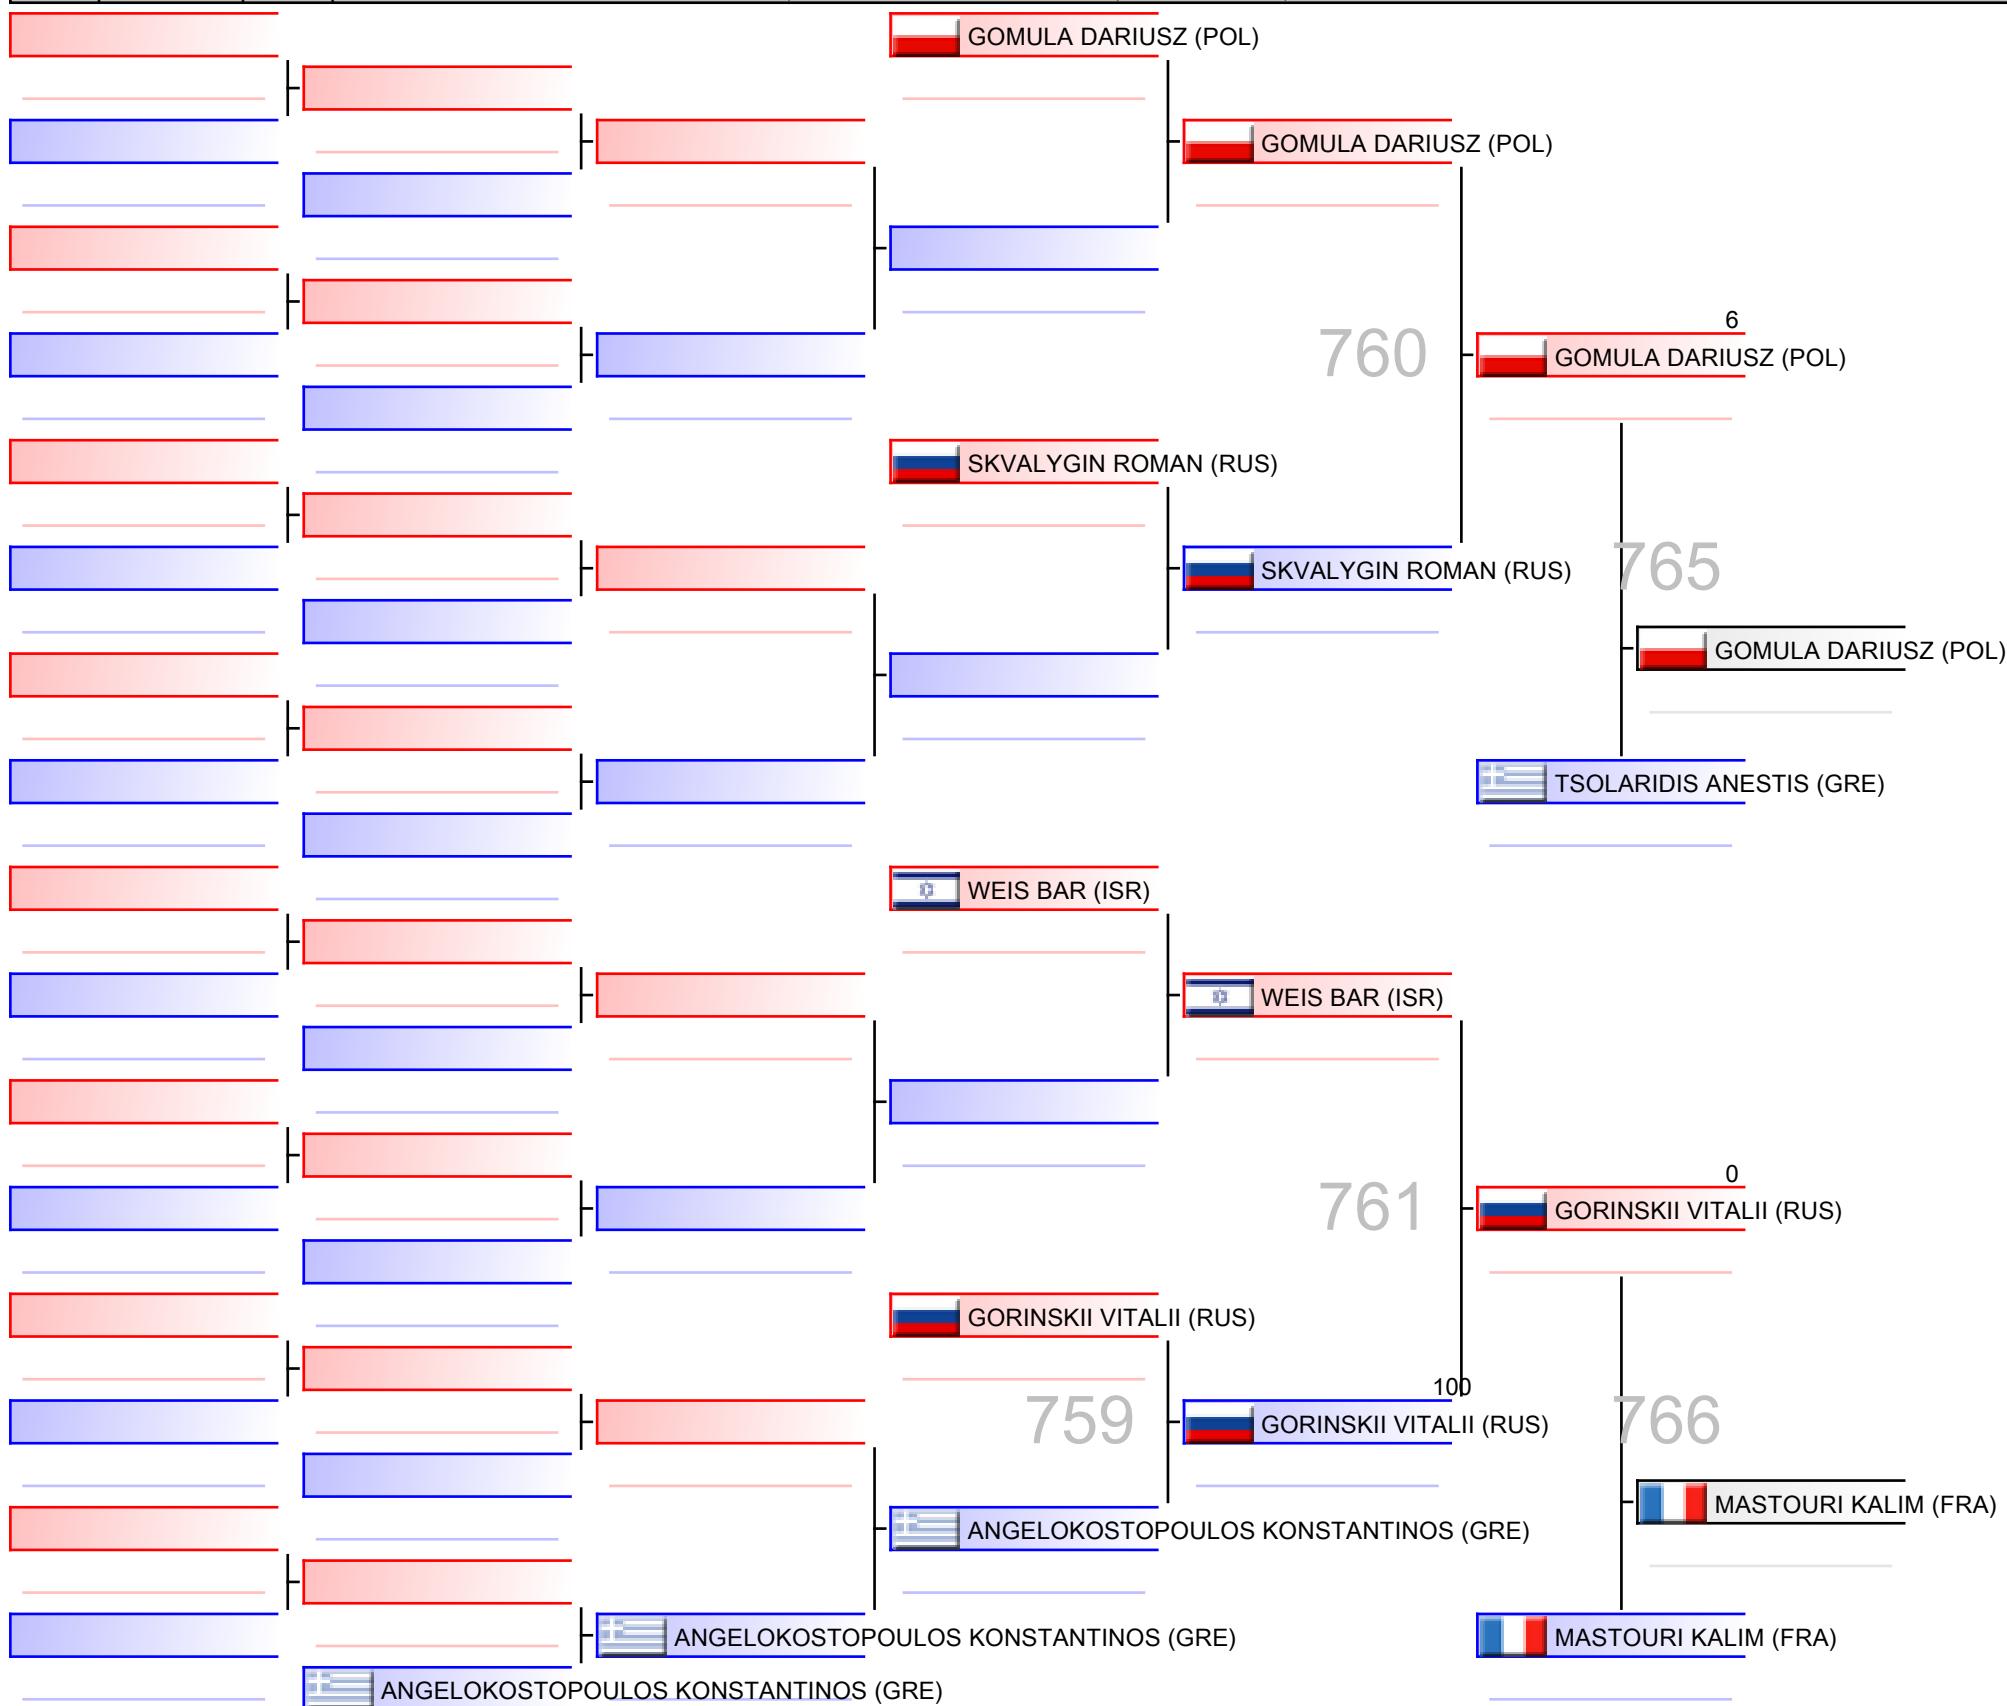 GOMULA DARIUSZ (POL)
GOMULA DARIUSZ (POL)
6
760
GOMULA DARIUSZ (POL)
SKVALYGIN ROMAN (RUS)
SKVALYGIN ROMAN (RUS)
765
GOMULA DARIUSZ (POL)
TSOLARIDIS ANESTIS (GRE)
WEIS BAR (ISR)
WEIS BAR (ISR)
0
761
GORINSKII VITALII (RUS)
GORINSKII VITALII (RUS)
100
759
GORINSKII VITALII (RUS)
766
MASTOURI KALIM (FRA)
ANGELOKOSTOPOULOS KONSTANTINOS (GRE)
ANGELOKOSTOPOULOS KONSTANTINOS (GRE)
MASTOURI KALIM (FRA)
ANGELOKOSTOPOULOS KONSTANTINOS (GRE)